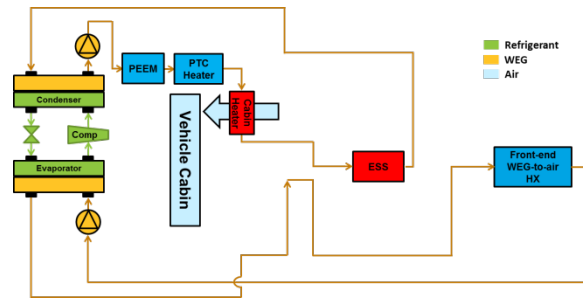 Refrigerant
WEG
Air
PEEM
PTC
Heater
Condenser
Cabin
Heater
Vehicle Cabin
Comp
Evaporator
ESS
Front-end
WEG-to-air
HX